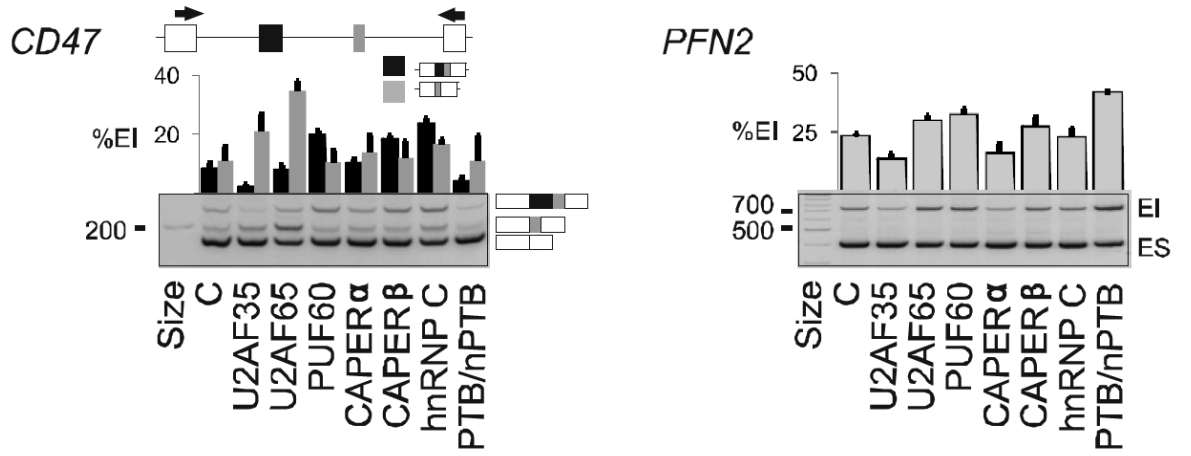 CD47
40
%EI
20
200
Size
C
U2AF35
U2AF65
PUF60
CAPERα
CAPERβ
hnRNP C
PTB/nPTB
PFN2
50
%EI
25
700
500
EI
ES
Size
C
U2AF35
U2AF65
PUF60
CAPERα
CAPERβ
hnRNP C
PTB/nPTB